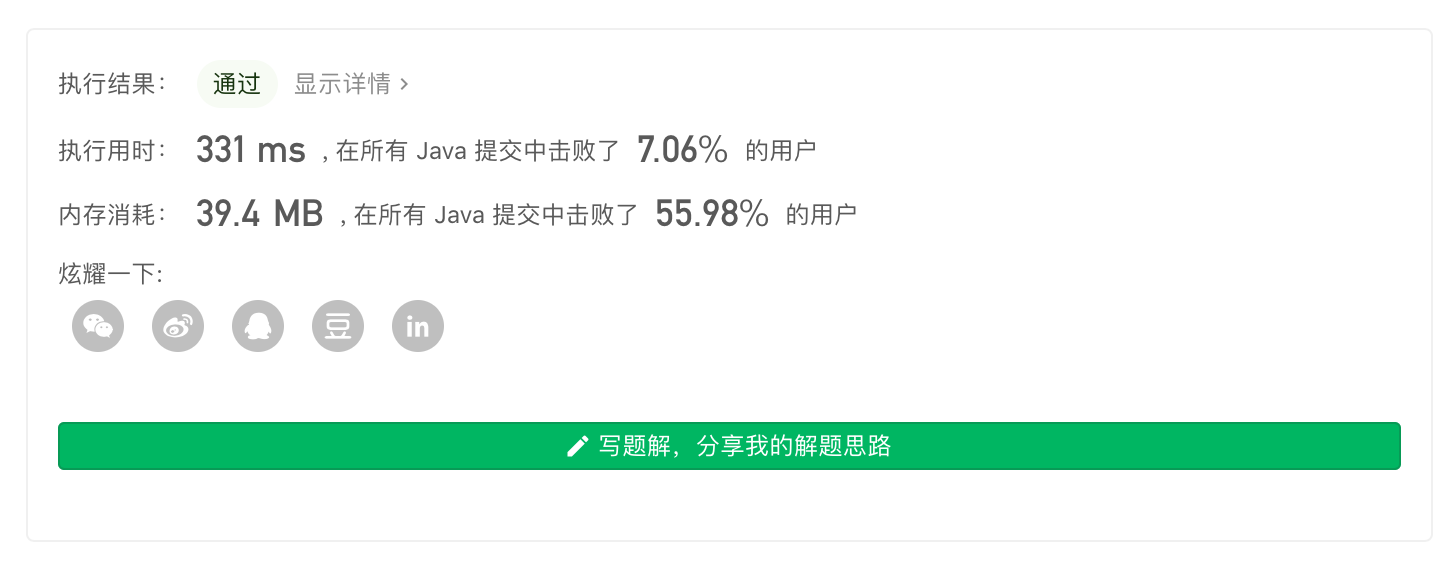 执行结果： 通过 显示详情 >
执行用时： 331 ms , 在所有 Java 提交中击败了 7.06% 的用户
内存消耗： 39.4 MB , 在所有 Java 提交中击败了 55.98% 的用户
炫耀一下:
豆 in
写题解，分享我的解题思路